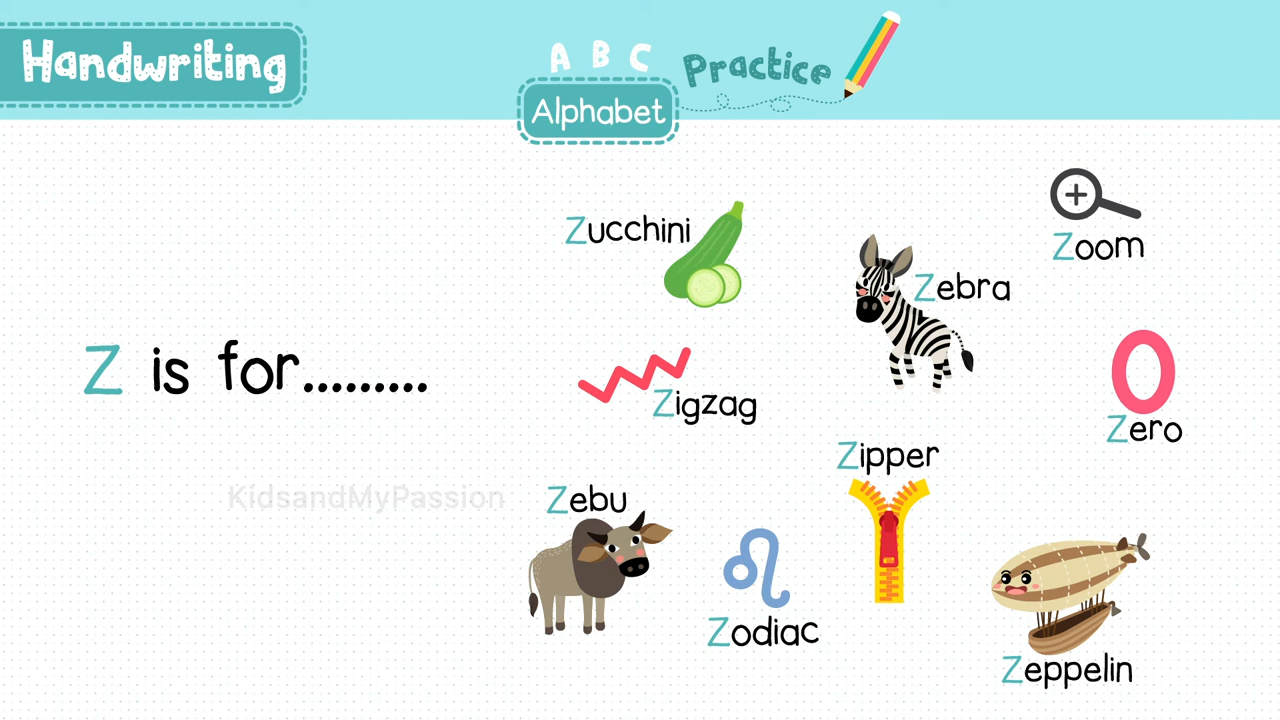 Handwriting
A B C
Alphabet
Practice
Z is for.........
Zucchini
Zebra
Zoom
Zigzag
Zero
Zipper
Zebu
Zodiac
Zeppelin
KidsandMyPassion